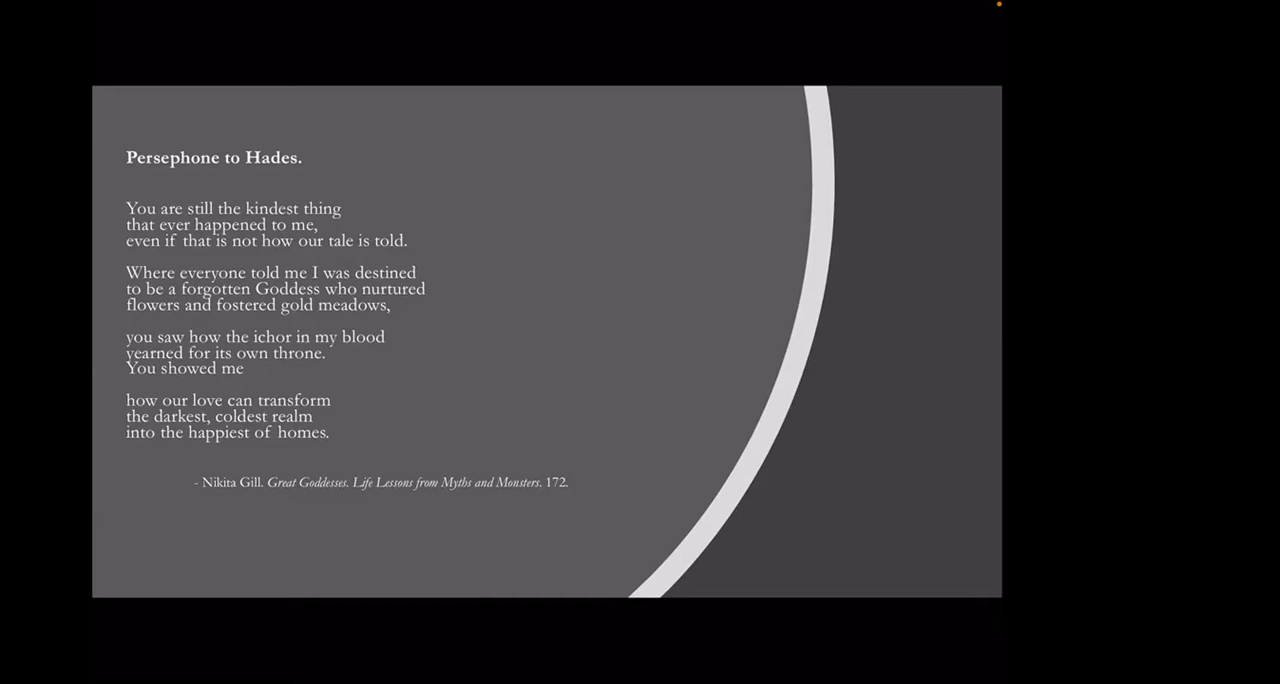 Persephone to Hades.
You are still the kindest thing
that ever happened to me,
even if that is not how our tale is told.
Where everyone told me I was destined
to be a forgotten Goddess who nurtured
flowers and fostered gold meadows,
you saw how the ichor in my blood
yearned for its own throne.
You showed me
how our love can transform
the darkest, coldest realm
into the happiest of homes.
- Nikita Gill. Great Goddesses. Life Lessons from Myths and Monsters. 172.